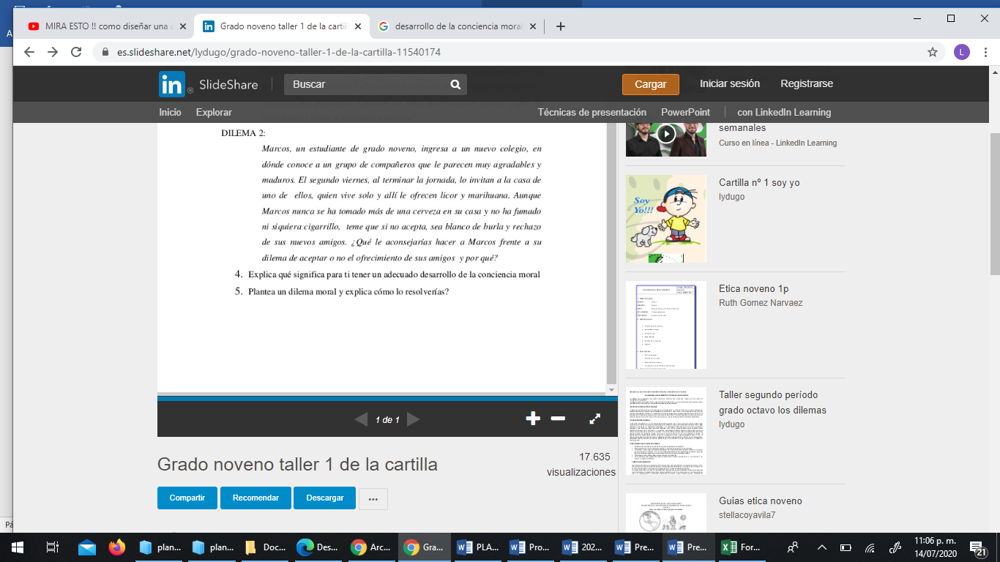 MIRA ESTO !! como diseñar una c
Grado noveno taller 1 de la cartil
desarrollo de la conciencia moral
es.slideshare.net/lydugo/grado-noveno-taller-1-de-la-cartilla-11540174
L
in SlideShare
Buscar
Cargar
Iniciar sesión
Registrarse
Inicio
Explorar
Técnicas de presentación
PowerPoint
con LinkedIn Learning
DILEMA 2:
Marcos, un estudiante de grado noveno, ingresa a un nuevo colegio, en
dónde conoce a un grupo de compañeros que le parecen muy agradables y
maduros. El segundo viernes, al terminar la jornada, lo invitan a la casa de
uno de ellos, quien vive solo y allí le ofrecen licor y marihuana. Aunque
Marcos nunca se ha tomado más de una cerveza en su casa y no ha fumado
ni siquiera cigarrillo, teme que si no acepta, sea blanco de burla y rechazo
de sus nuevos amigos. ¿Qué le aconsejarías hacer a Marcos frente a su
dilema de aceptar o no el ofrecimiento de sus amigos y por qué?
4. Explica qué significa para ti tener un adecuado desarrollo de la conciencia moral
5. Plantea un dilema moral y explica cómo lo resolverías?
1 de 1
Grado noveno taller 1 de la cartilla
17.635
visualizaciones
Compartir
Recomendar
Descargar
semanales
Curso en línea - LinkedIn Learning
Soy
Yo!!!
Cartilla nº 1 soy yo
lydugo
Etica noveno 1p
Ruth Gomez Narvaez
Taller segundo período
grado octavo los dilemas
lydugo
Guias etica noveno
stellacoyavila7
plan...
plan...
Doc...
Des...
Arc...
Gra...
PLA...
Pro...
202...
Pre...
Pre...
For...
11:06 p. m.
14/07/2020
21